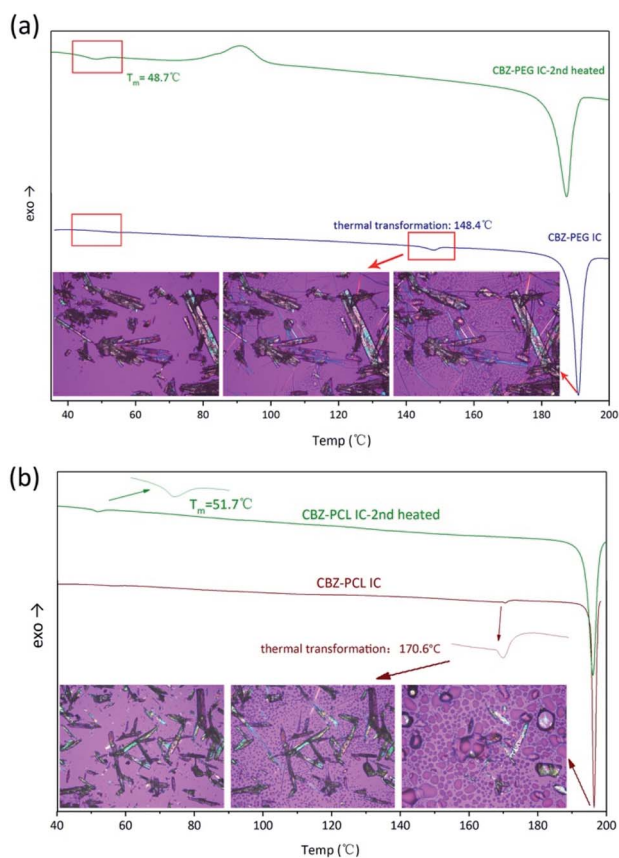 (a)
CBZ-PEG IC-2nd heated
Tm= 48.7℃
exo →
thermal transformation: 148.4℃
CBZ-PEG IC
40 60 80 100 120 140 160 180 200
Temp (℃)
(b)
Tm=51.7℃
CBZ-PCL IC-2nd heated
CBZ-PCL IC
exo →
thermal transformation: 170.6°C
40 60 80 100 120 140 160 180 200
Temp (℃)